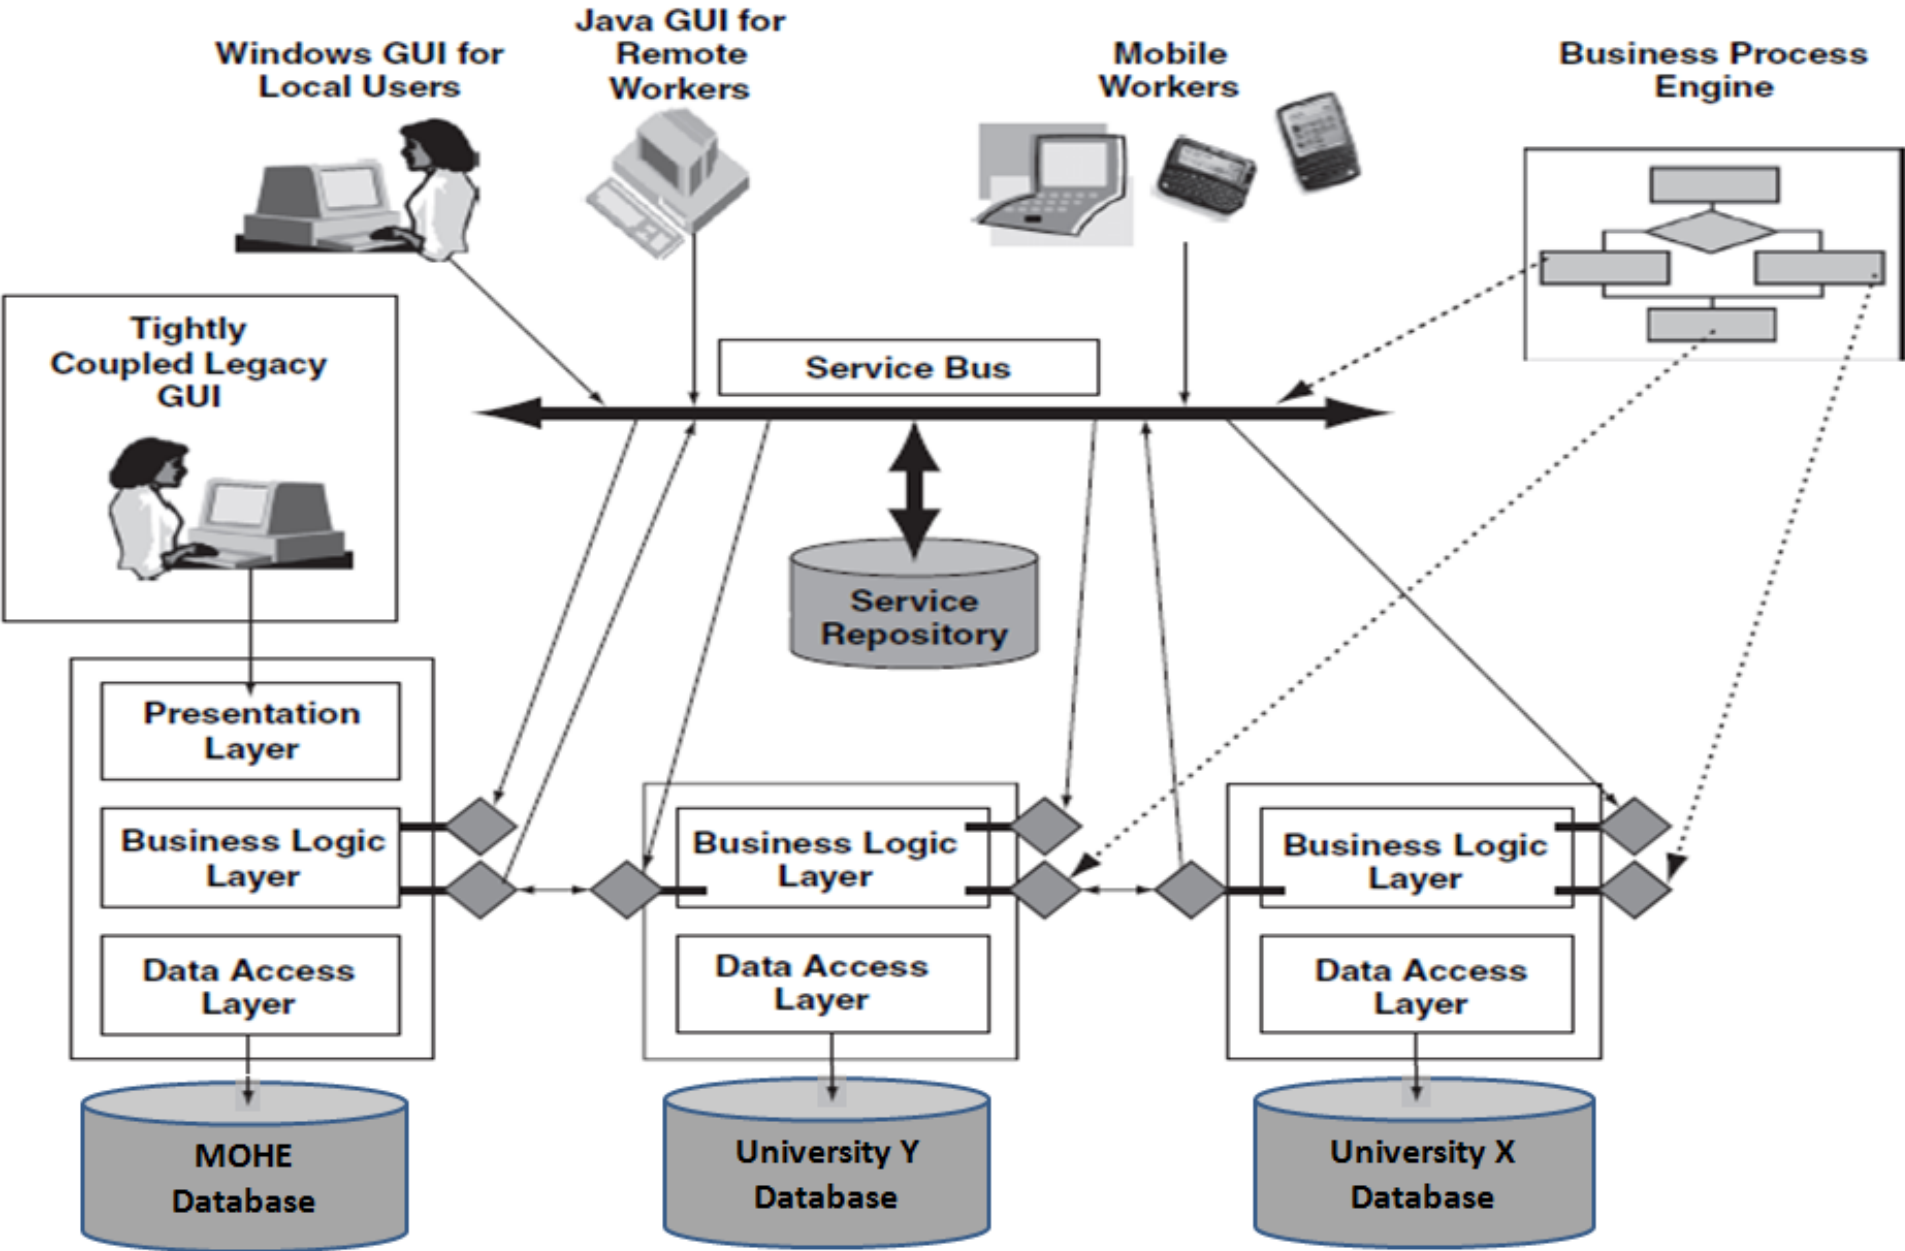 Windows GUI for
Local Users
Java GUI for
Remote
Workers
Mobile
Workers
Business Process
Engine
Tightly
Coupled Legacy
GUI
Service Bus
Service
Repository
Presentation
Layer
Business Logic
Layer
Data Access
Layer
Business Logic
Layer
Data Access
Layer
Business Logic
Layer
Data Access
Layer
MOHE
Database
University Y
Database
University X
Database